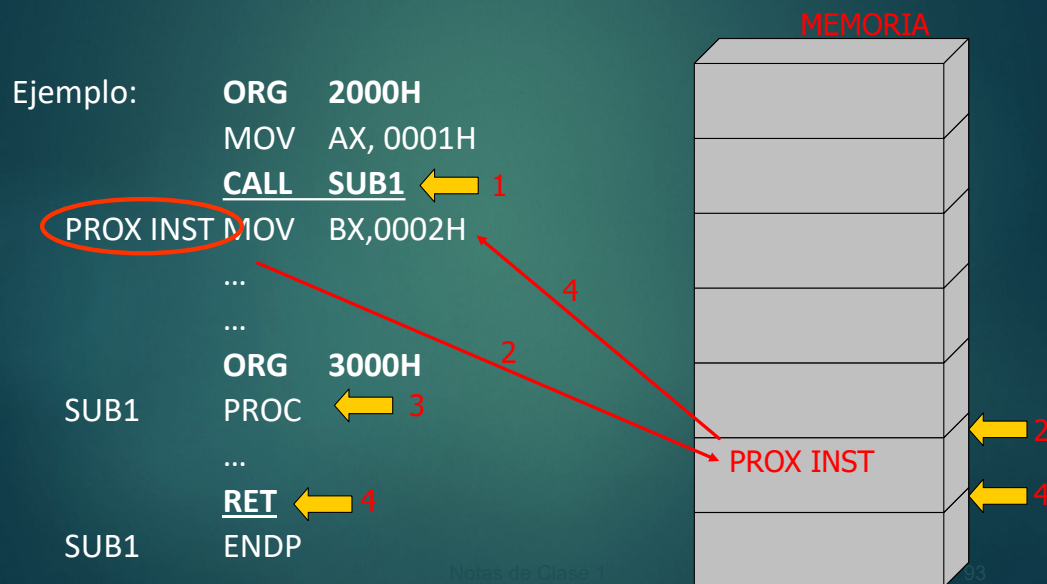 MEMORIA
Ejemplo: ORG 2000H
MOV AX, 0001H
CALL SUB1 1
PROX INST MOV BX,0002H
...
4
...
2
ORG 3000H
SUB1 PROC 3
2
... PROX INST
RET 4
4
SUB1 ENDP
Notas de Clase 1 93